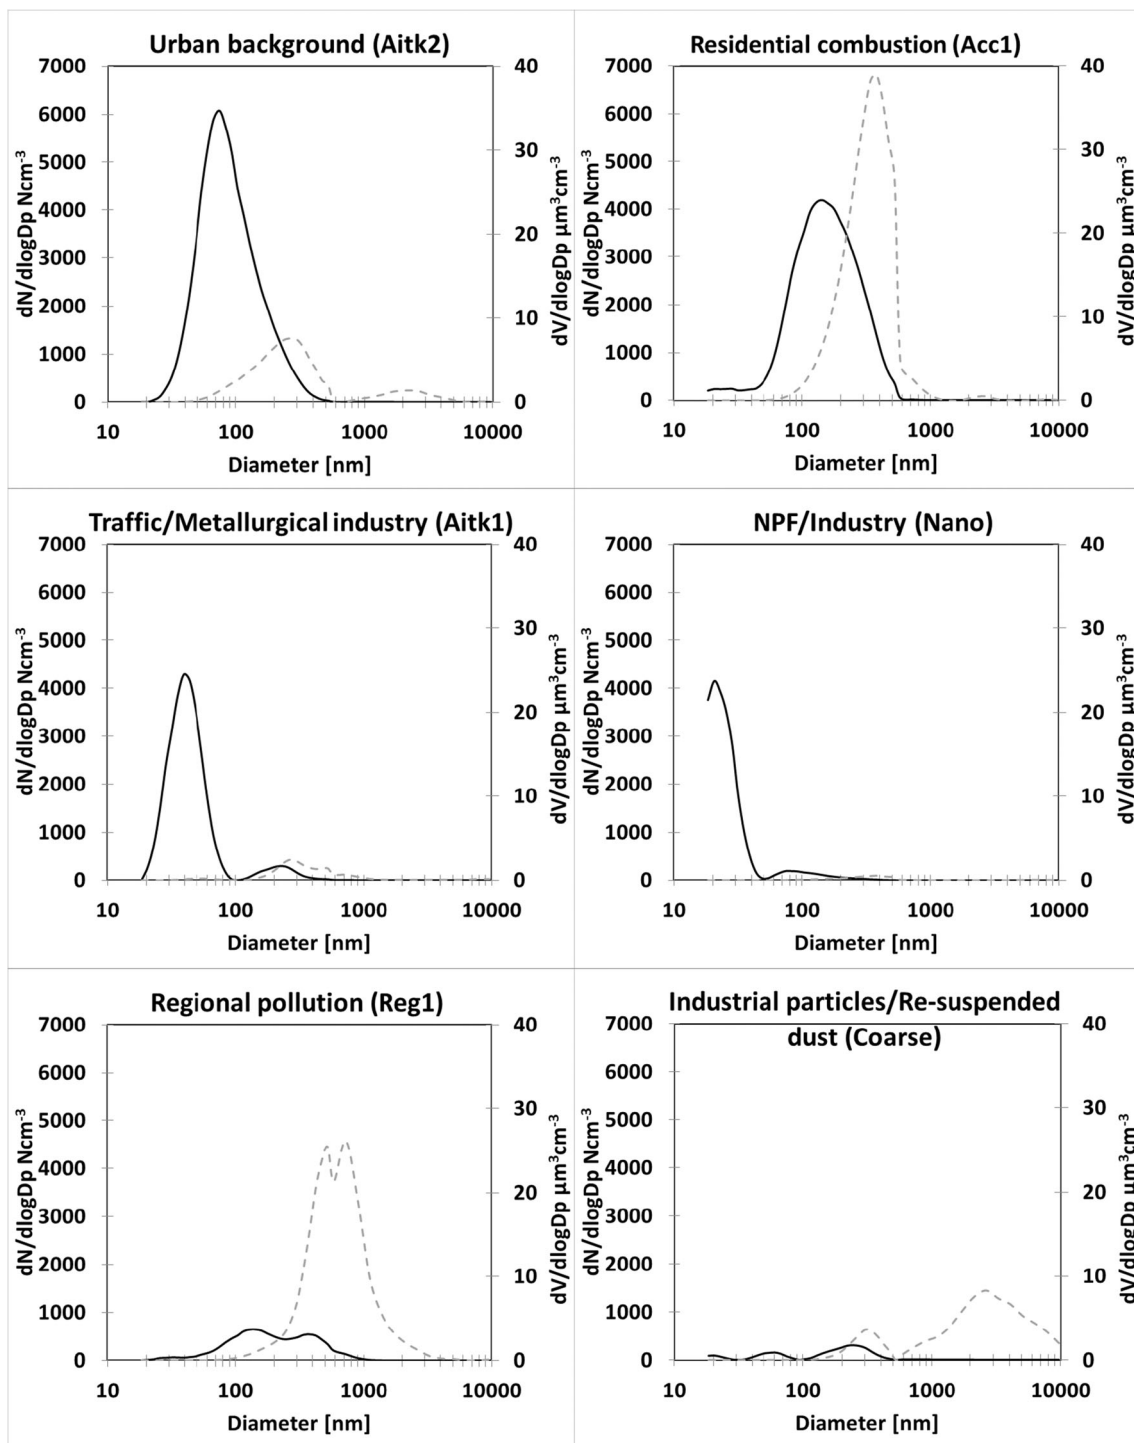 Urban background (Aitk2)
7000
6000
5000
4000
3000
2000
1000
0
dN/dlogDp Ncm-3
40
30
20
10
0
dV/dlogDp µm³cm-3
10 100 1000 10000
Diameter [nm]
Residential combustion (Acc1)
7000
6000
5000
4000
3000
2000
1000
0
dN/dlogDp Ncm-3
40
30
20
10
0
dV/dlogDp µm³cm-3
10 100 1000 10000
Diameter [nm]
Traffic/Metallurgical industry (Aitk1)
7000
6000
5000
4000
3000
2000
1000
0
dN/dlogDp Ncm-3
40
30
20
10
0
dV/dlogDp µm³cm-3
10 100 1000 10000
Diameter [nm]
NPF/Industry (Nano)
7000
6000
5000
4000
3000
2000
1000
0
dN/dlogDp Ncm-3
40
30
20
10
0
dV/dlogDp µm³cm-3
10 100 1000 10000
Diameter [nm]
Regional pollution (Reg1)
7000
6000
5000
4000
3000
2000
1000
0
dN/dlogDp Ncm-3
40
30
20
10
0
dV/dlogDp µm³cm-3
10 100 1000 10000
Diameter [nm]
Industrial particles/Re-suspended
dust (Coarse)
7000
6000
5000
4000
3000
2000
1000
0
dN/dlogDp Ncm-3
40
30
20
10
0
dV/dlogDp µm³cm-3
10 100 1000 10000
Diameter [nm]